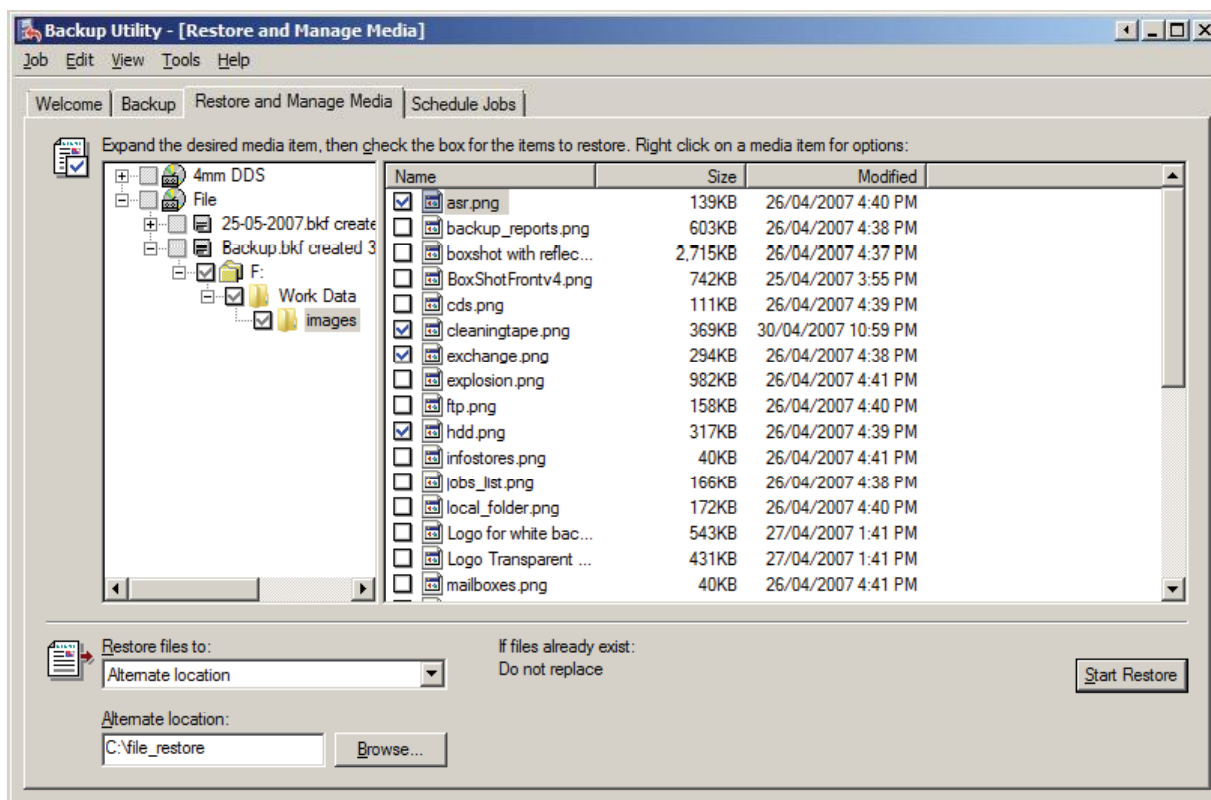 Backup Utility - [Restore and Manage Media]
Job Edit View Tools Help
Welcome Backup Restore and Manage Media Schedule Jobs
Expand the desired media item, then check the box for the items to restore. Right click on a media item for options:
4mm DDS
File
25-05-2007.bkf create
Backup.bkf created 3
F:
Work Data
images
Name Size Modified
asr.png 139KB 26/04/2007 4:40 PM
backup_reports.png 603KB 26/04/2007 4:38 PM
boxshot with reflec... 2,715KB 26/04/2007 4:37 PM
BoxShotFrontv4.png 742KB 25/04/2007 3:55 PM
cds.png 111KB 26/04/2007 4:39 PM
cleaningtape.png 369KB 30/04/2007 10:59 PM
exchange.png 294KB 26/04/2007 4:38 PM
explosion.png 982KB 26/04/2007 4:41 PM
ftp.png 158KB 26/04/2007 4:40 PM
hdd.png 317KB 26/04/2007 4:39 PM
infostores.png 40KB 26/04/2007 4:41 PM
jobs_list.png 166KB 26/04/2007 4:38 PM
local_folder.png 172KB 26/04/2007 4:40 PM
Logo for white bac... 543KB 27/04/2007 1:41 PM
Logo Transparent ... 431KB 27/04/2007 1:41 PM
mailboxes.png 40KB 26/04/2007 4:41 PM
Restore files to:
Alternate location
If files already exist:
Do not replace
Start Restore
Alternate location:
C:\file_restore
Browse...